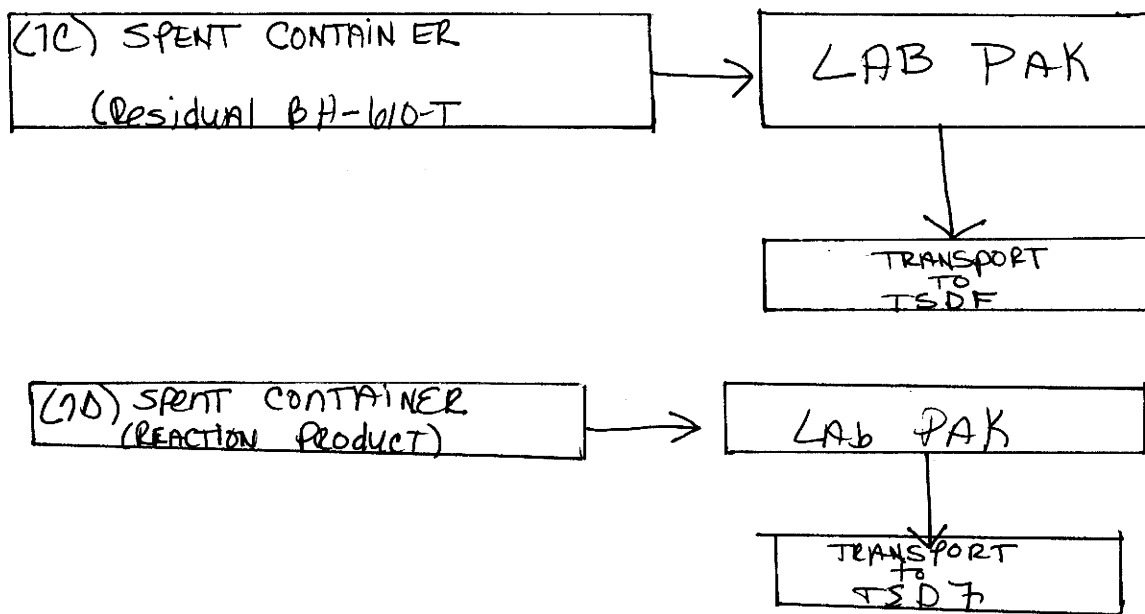 (7C) SPENT CONTAINER
(Residual BH-610-T
LAB PAK
TRANSPORT
TO
TSDF
(7D) SPENT CONTAINER
(REACTION PRODUCT)
LAb PAK
TRANSPORT
to
TSDF